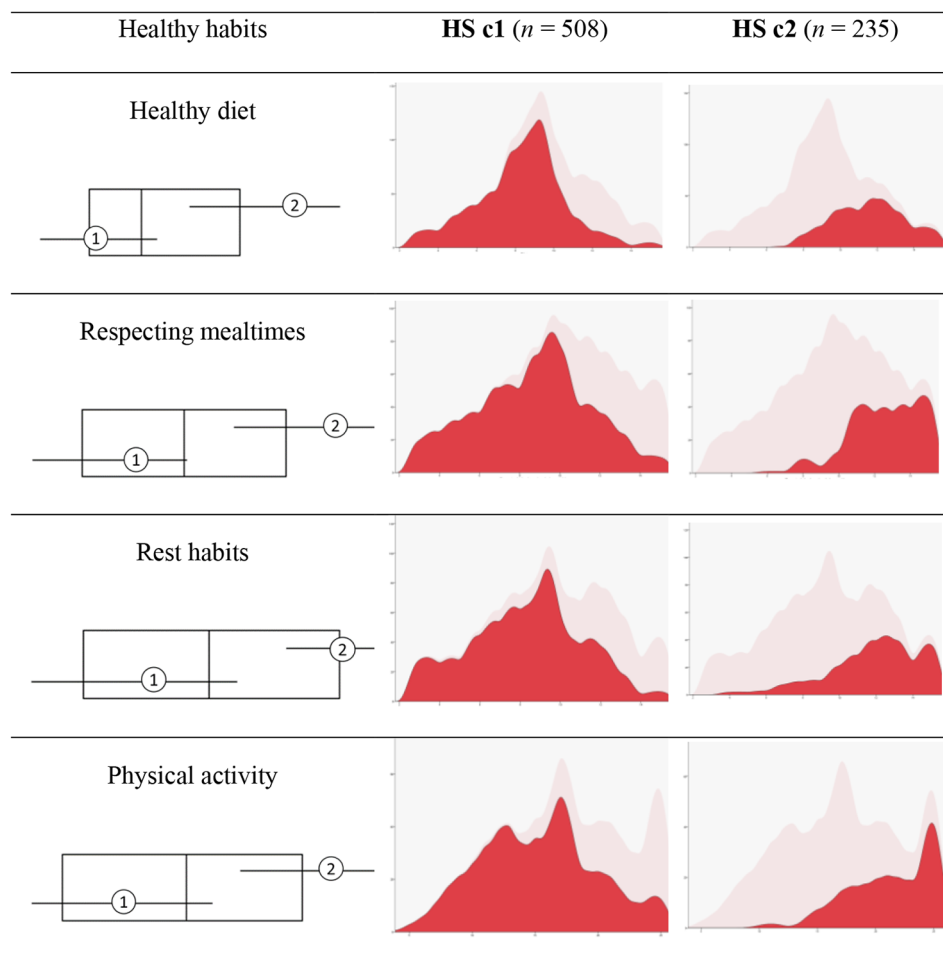 Healthy habits HS c1 (n = 508) HS c2 (n = 235)
Healthy diet
2
1
Respecting mealtimes
2
1
Rest habits
2
1
Physical activity
2
1